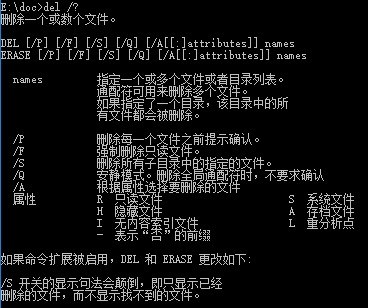 E:\doc>del /?
删除一个或数个文件。
DEL [/P] [/F] [/S] [/Q] [/A[[:]attributes]] names
ERASE [/P] [/F] [/S] [/Q] [/A[[:]attributes]] names
names 指定一个或多个文件或者目录列表。
通配符可用来删除多个文件。
如果指定了一个目录，该目录中的所
有文件都会被删除。
/P 删除每一个文件之前提示确认。
/F 强制删除只读文件。
/S 删除所有子目录中的指定的文件。
/Q 安静模式。删除全局通配符时，不要求确认
/A 根据属性选择要删除的文件
属性 R 只读文件 S 系统文件
H 隐藏文件 A 存档文件
I 无内容索引文件 L 重分析点
- 表示“否”的前缀
如果命令扩展被启用，DEL 和 ERASE 更改如下:
/S 开关的显示句法会颠倒，即只显示已经
删除的文件，而不显示找不到的文件。